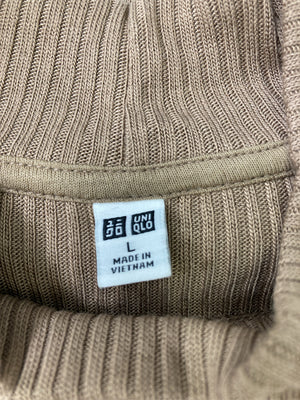 ユニ UNI
クロ QLO
L
MADE IN
VIETNAM